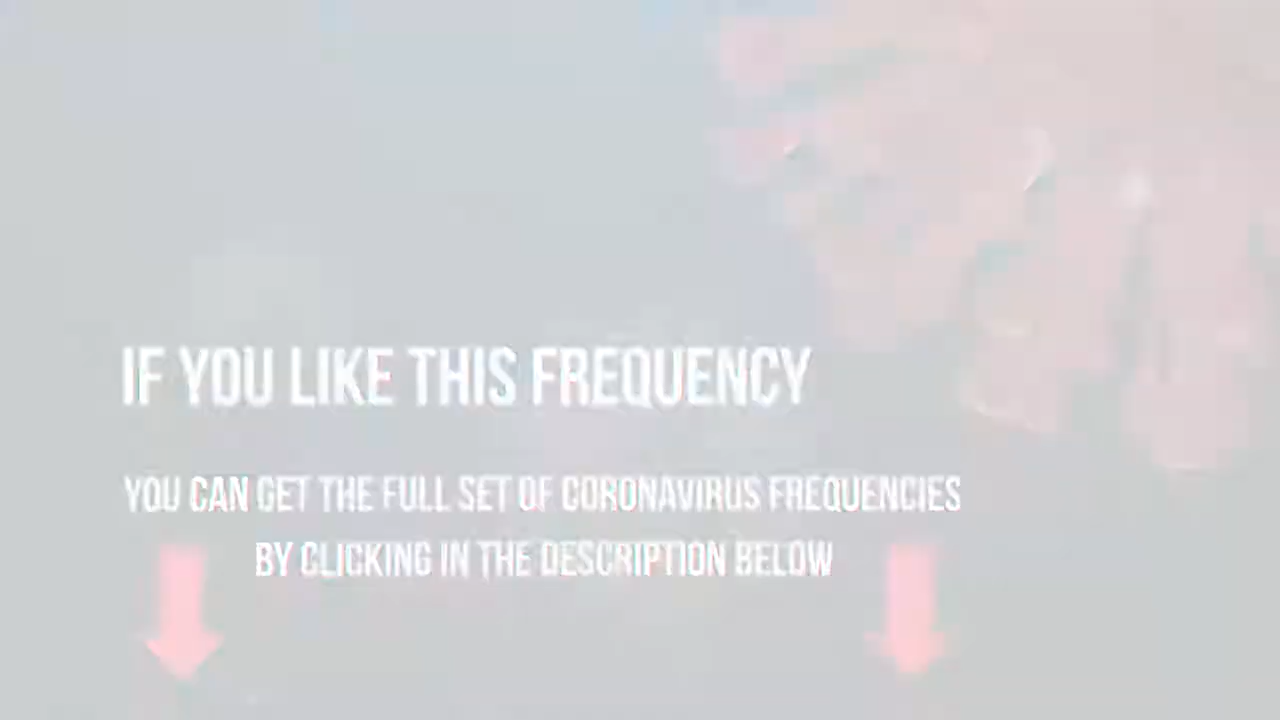 IF YOU LIKE THIS FREQUENCY
YOU CAN GET THE FULL SET OF CORONAVIRUS FREQUENCIES
BY CLICKING IN THE DESCRIPTION BELOW